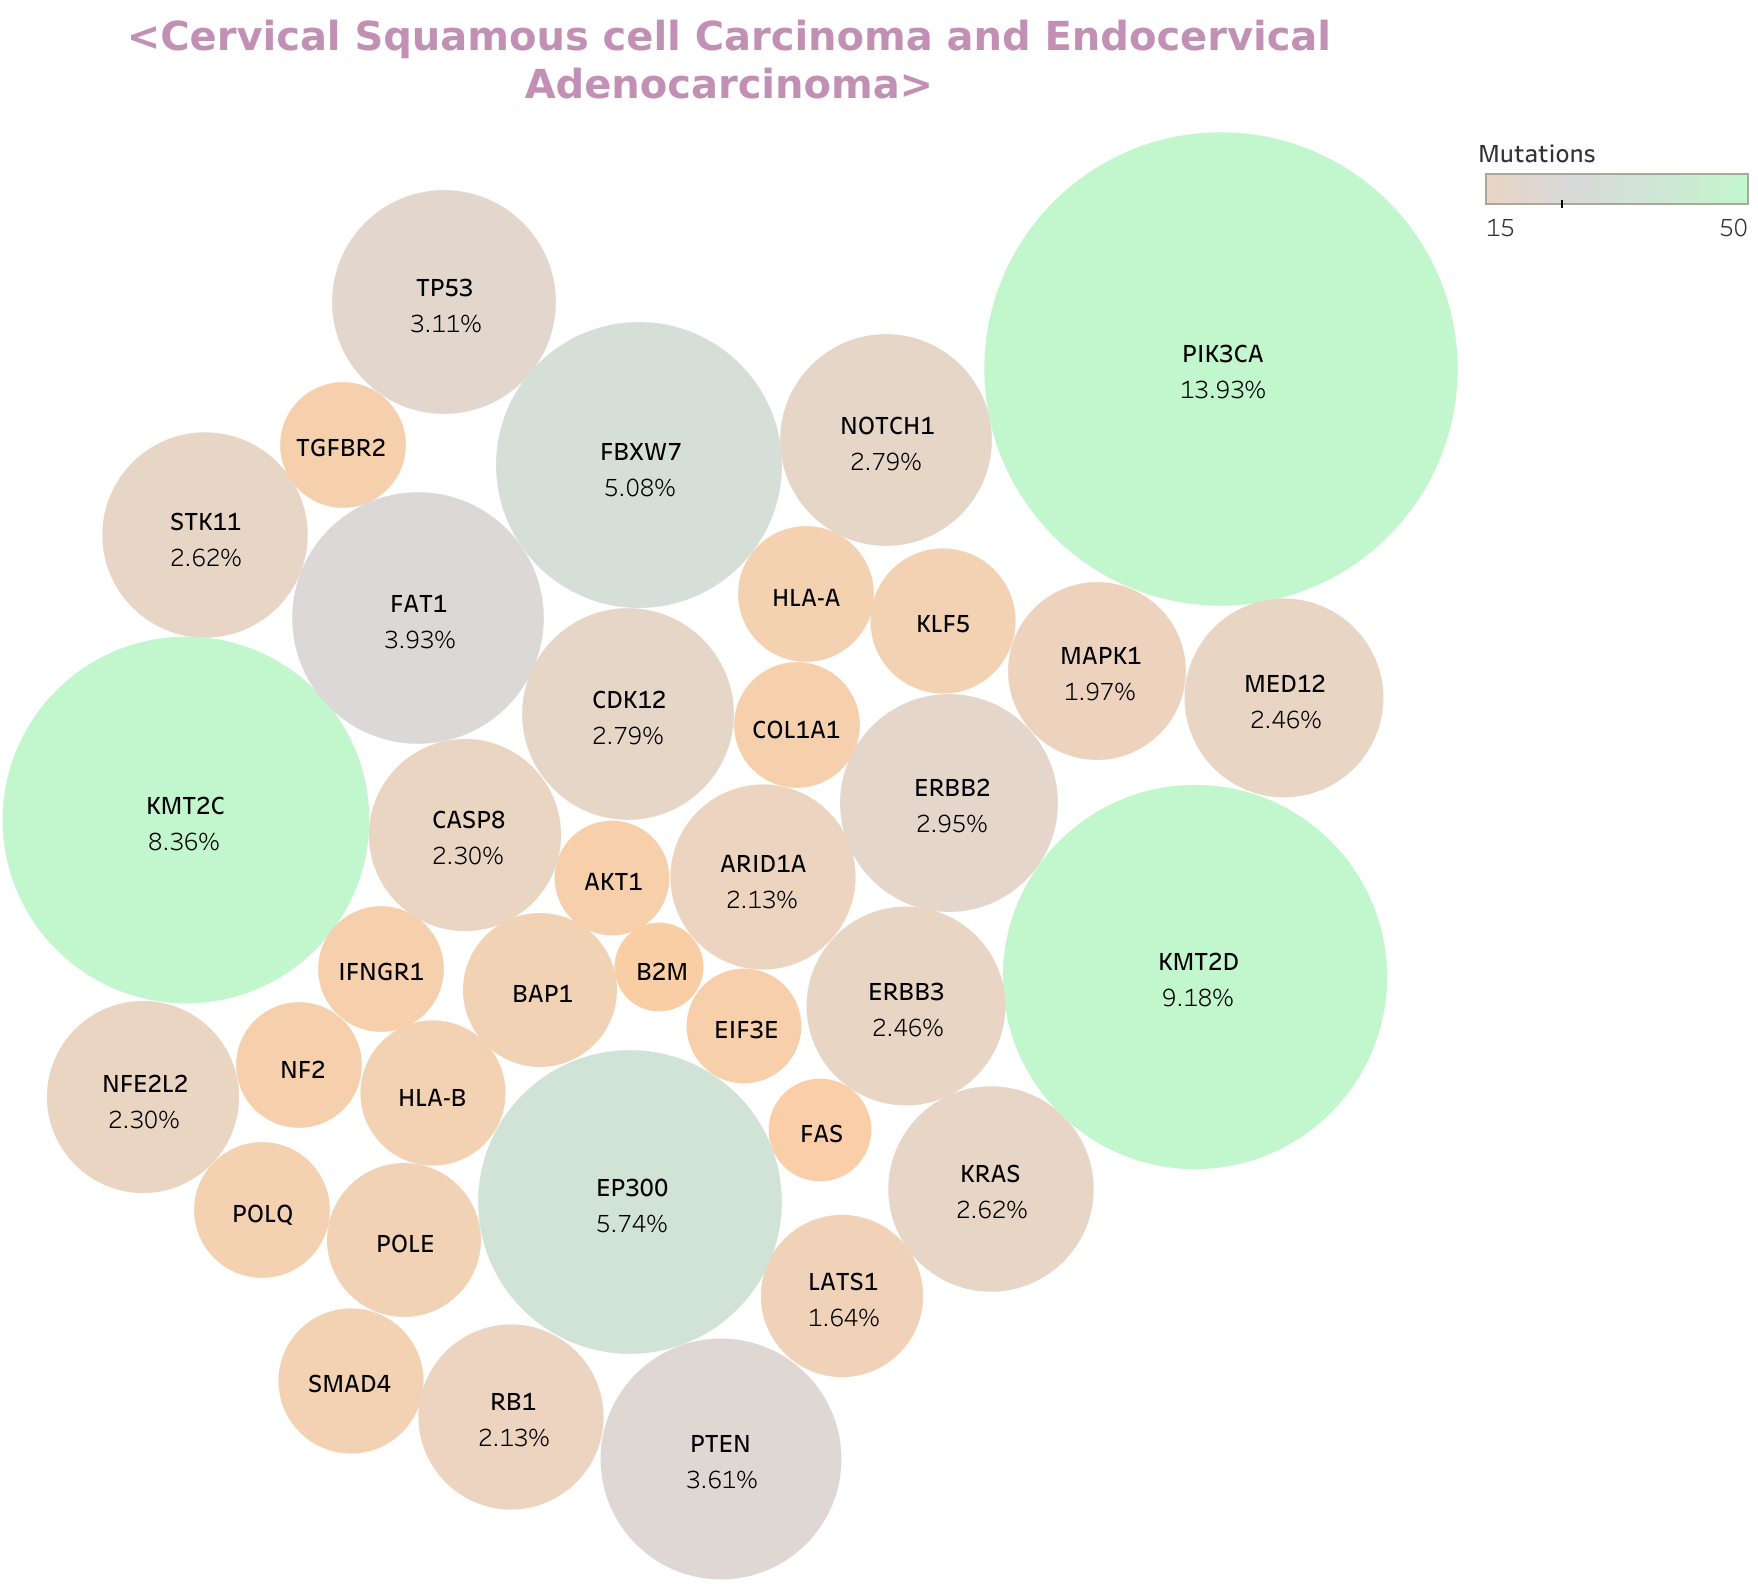 <Cervical Squamous cell Carcinoma and Endocervical
Adenocarcinoma>
Mutations
15 50
TP53
3.11%
PIK3CA
13.93%
TGFBR2
FBXW7
5.08%
NOTCH1
2.79%
STK11
2.62%
FAT1
3.93%
HLA-A
KLF5
MAPK1
1.97%
MED12
2.46%
CDK12
2.79%
COL1A1
ERBB2
2.95%
KMT2C
8.36%
CASP8
2.30%
AKT1
ARID1A
2.13%
IFNGR1
BAP1
B2M
EIF3E
ERBB3
2.46%
KMT2D
9.18%
NFE2L2
2.30%
NF2
HLA-B
FAS
EP300
5.74%
KRAS
2.62%
POLQ
POLE
LATS1
1.64%
SMAD4
RB1
2.13%
PTEN
3.61%